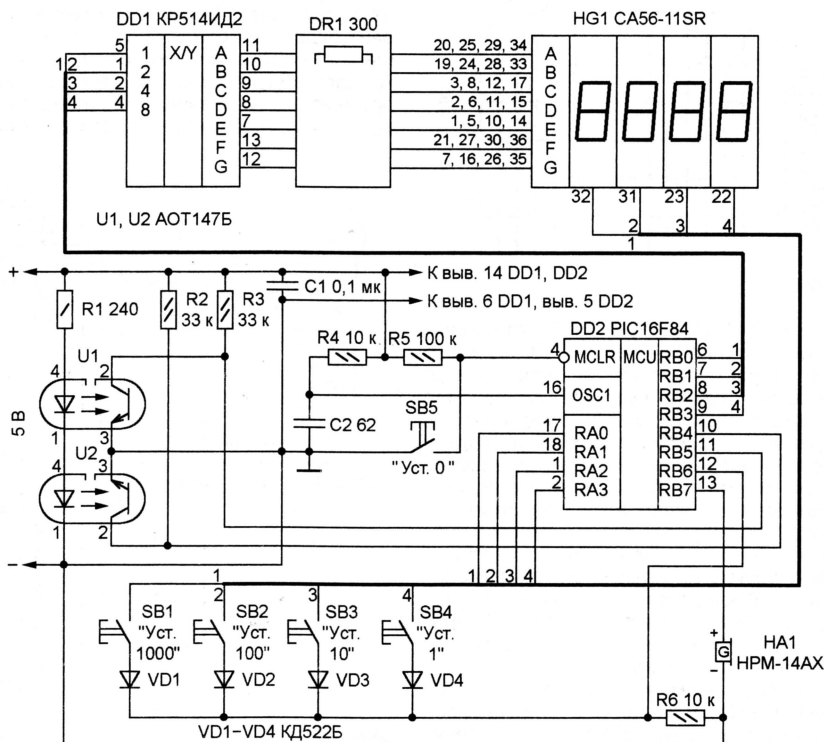 DD1 КР514ИД2
DR1 300
HG1 CA56-11SR
5 1 X/Y A 11 20, 25, 29, 34 A
1 2 1 2 B 10 19, 24, 28, 33 B
3 2 4 C 9 3, 8, 12, 17 C
4 4 8 D 8 2, 6, 11, 15 D
E 7 1, 5, 10, 14 E
F 13 21, 27, 30, 36 F
G 12 7, 16, 26, 35 G
32 31 23 22
2 3 4
1
U1, U2 АОТ147Б
+
К выв. 14 DD1, DD2
C1 0,1 мк
К выв. 6 DD1, выв. 5 DD2
R1 240
R2 33 к
R3 33 к
R4 10 к
R5 100 к
DD2 PIC16F84
4 MCLR MCU RB0 6 1
RB1 7 2
16 OSC1 RB2 8 3
RB3 9 4
17 RA0 RB4 10
18 RA1 RB5 11
1 RA2 RB6 12
2 RA3 RB7 13
U1
4 2
1 3
5 В
U2
4 3
1 2
C2 62
SB5
"Уст. 0"
–
1 2 3 4
1
2 3 4
SB1 "Уст. 1000"
SB2 "Уст. 100"
SB3 "Уст. 10"
SB4 "Уст. 1"
VD1 VD2 VD3 VD4
VD1–VD4 КД522Б
R6 10 к
+
G
–
HA1
HPM-14AX